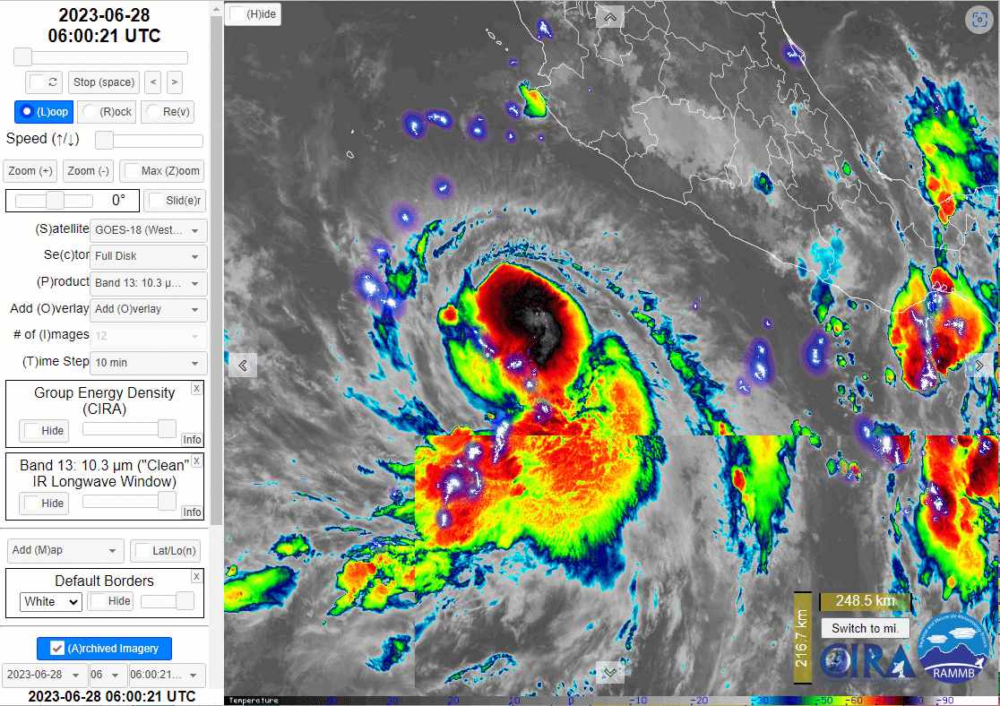 2023-06-28
06:00:21 UTC
Stop (space)
<
>
(L)oop
(R)ock
Re(v)
Speed (↑/↓)
Zoom (+)
Zoom (-)
Max (Z)oom
0°
Slid(e)r
(S)atellite
GOES-18 (West...
Se(c)tor
Full Disk
(P)roduct
Band 13: 10.3 µ...
Add (O)verlay
Add (O)verlay
# of (I)mages
12
(T)ime Step
10 min
Group Energy Density
(CIRA)
X
Hide
Info
Band 13: 10.3 µm ("Clean"
IR Longwave Window)
X
Hide
Info
Add (M)ap
Lat/Lo(n)
Default Borders
X
White
Hide
(A)rchived Imagery
2023-06-28
06
06:00:21...
2023-06-28 06:00:21 UTC
(H)ide
248.5 km
216.7 km
Switch to mi.
CIRA
RAMMB
Temperature
30
20
10
0
-10
-20
-30
-50
-60
-80
-90